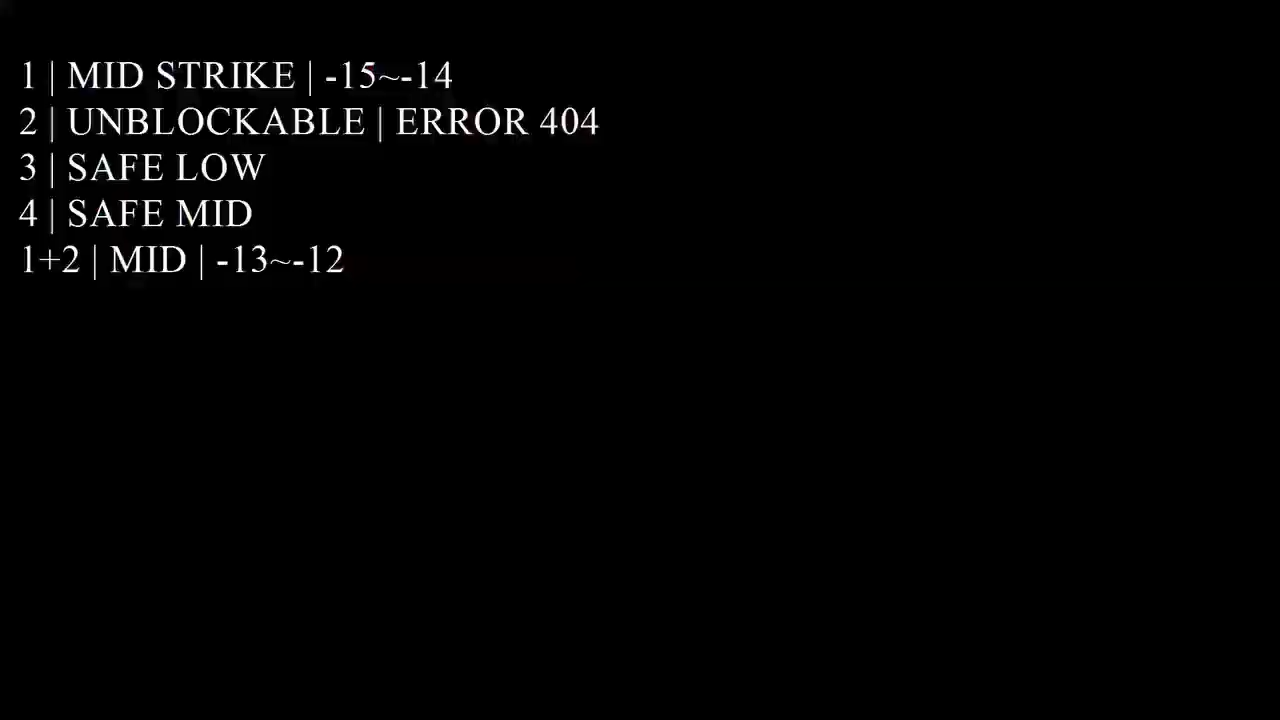 1 | MID STRIKE | -15~-14
2 | UNBLOCKABLE | ERROR 404
3 | SAFE LOW
4 | SAFE MID
1+2 | MID | -13~-12